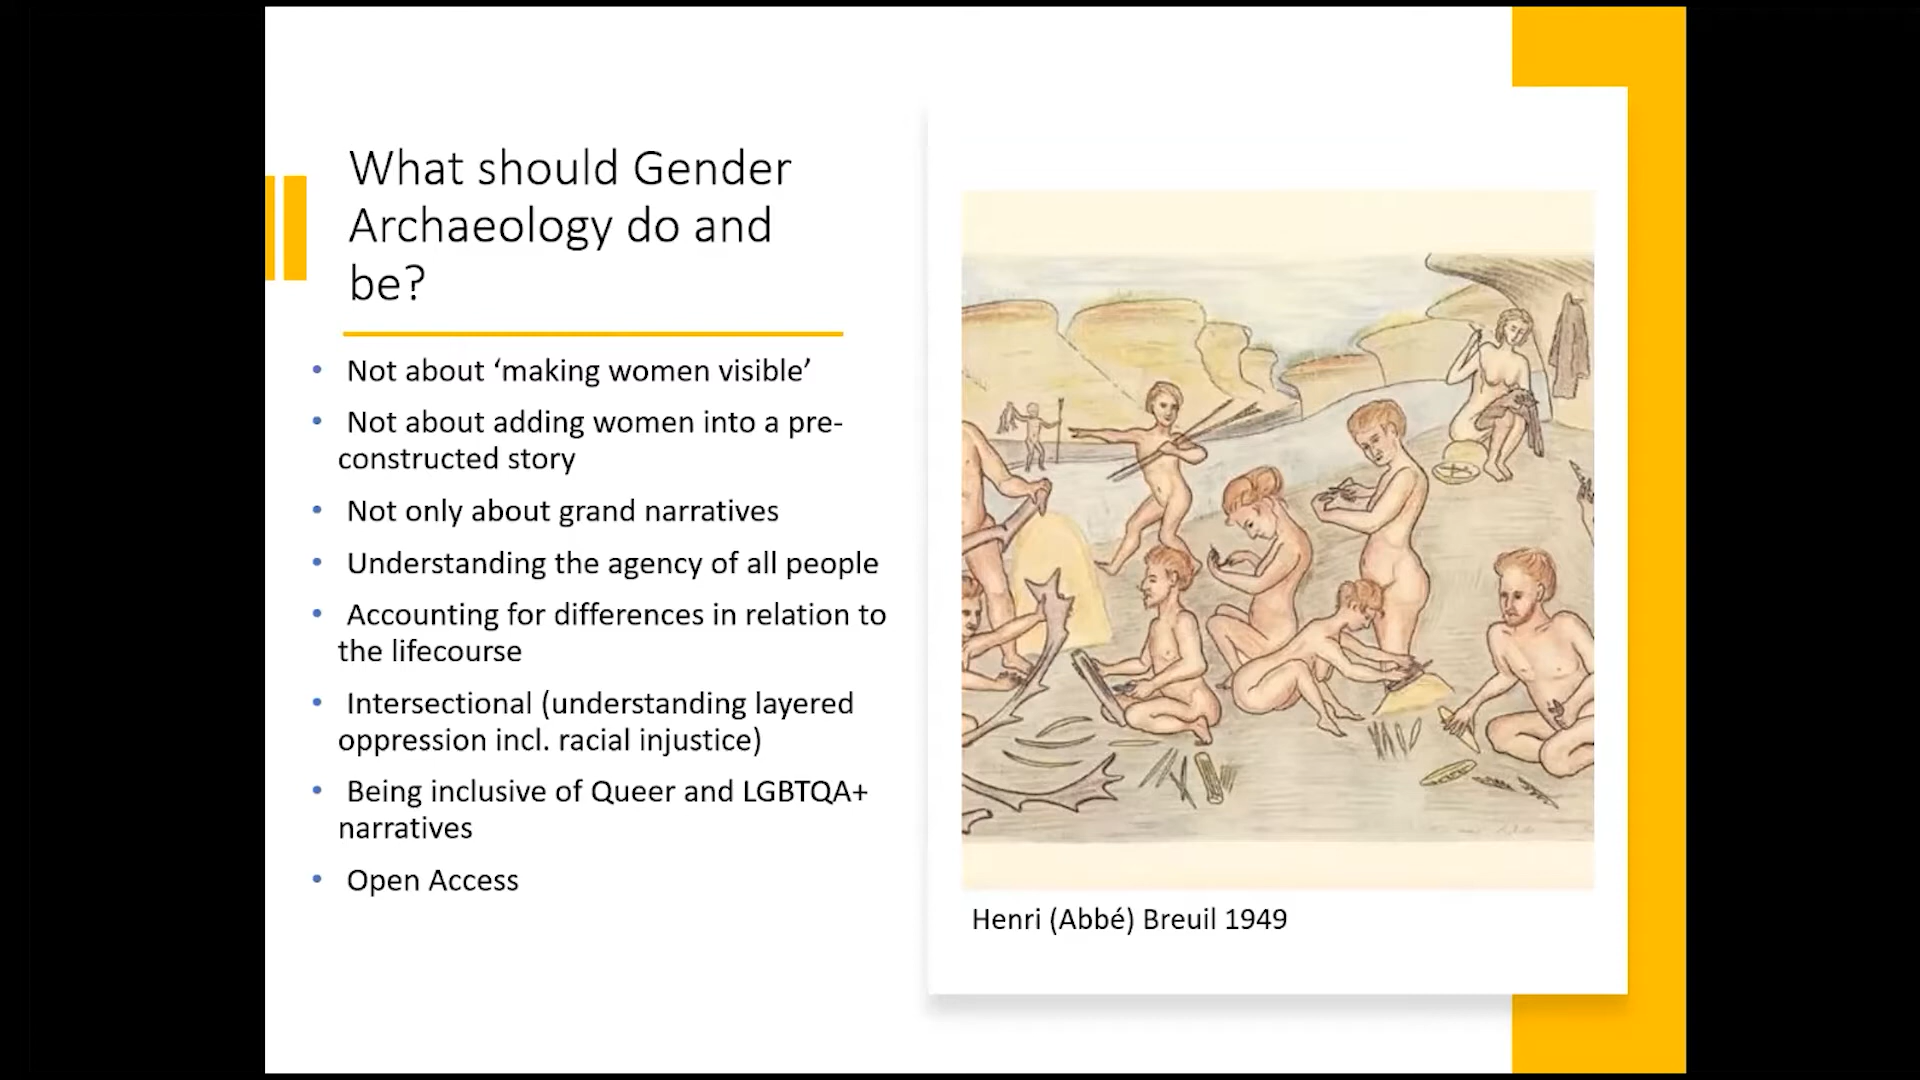 What should Gender
Archaeology do and
be?
• Not about ‘making women visible’
• Not about adding women into a pre-
constructed story
• Not only about grand narratives
• Understanding the agency of all people
• Accounting for differences in relation to
the lifecourse
• Intersectional (understanding layered
oppression incl. racial injustice)
• Being inclusive of Queer and LGBTQA+
narratives
• Open Access
Henri (Abbé) Breuil 1949